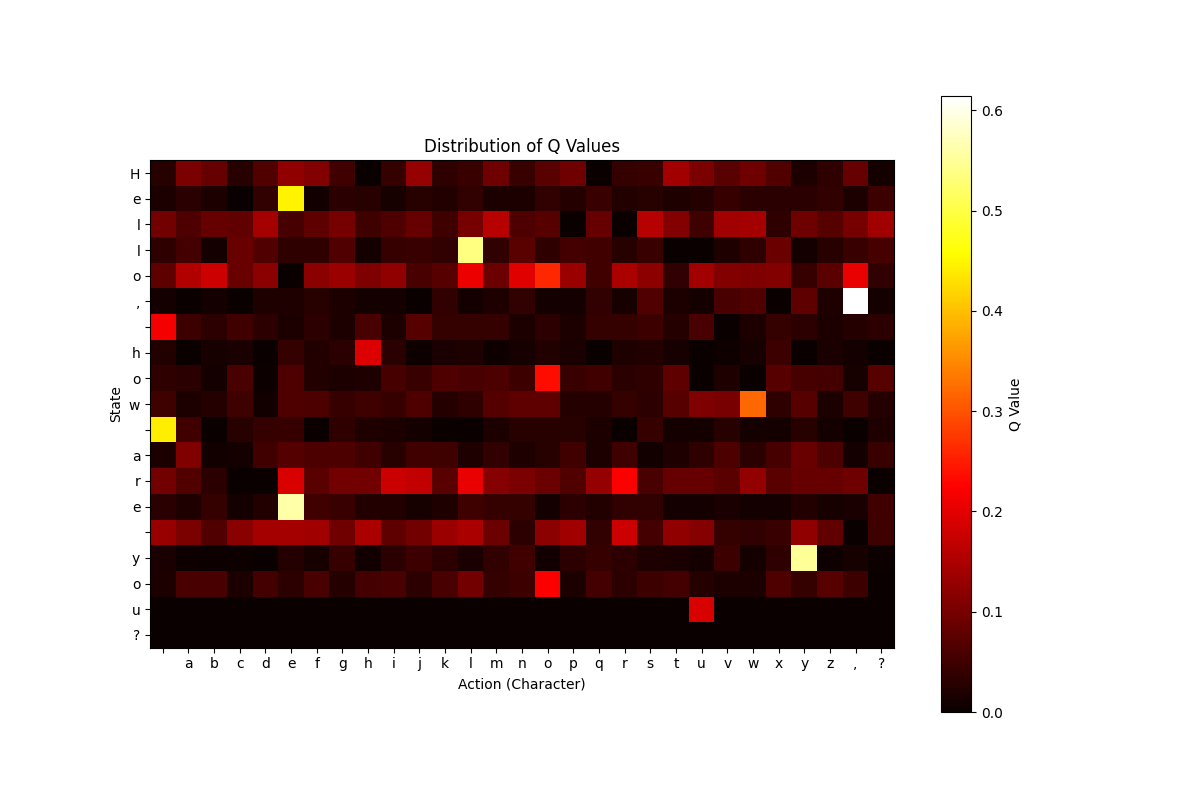 Distribution of Q Values
H
e
l
l
o
,
h
o
w
a
r
e
y
o
u
?
State
a b c d e f g h i j k l m n o p q r s t u v w x y z , ?
Action (Character)
0.6
0.5
0.4
0.3
0.2
0.1
0.0
Q Value